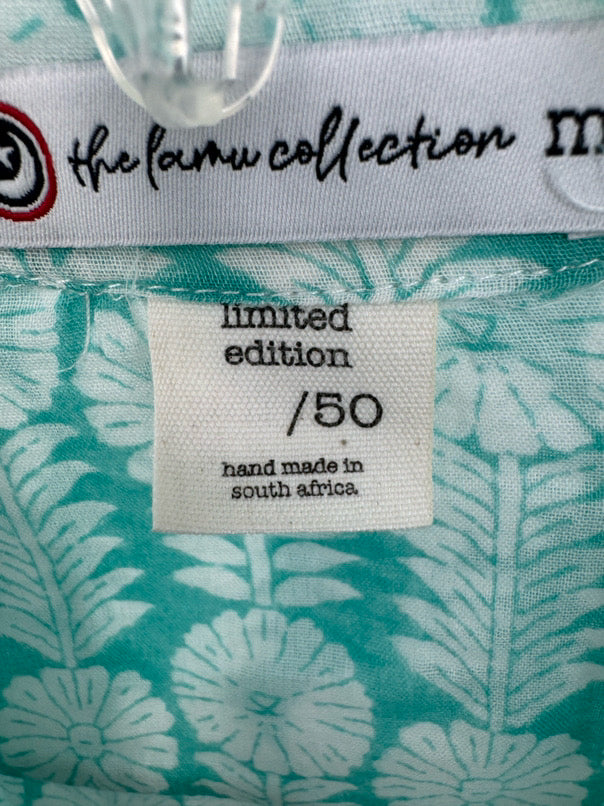 the lamu collection m
limited
edition
/50
hand made in
south africa